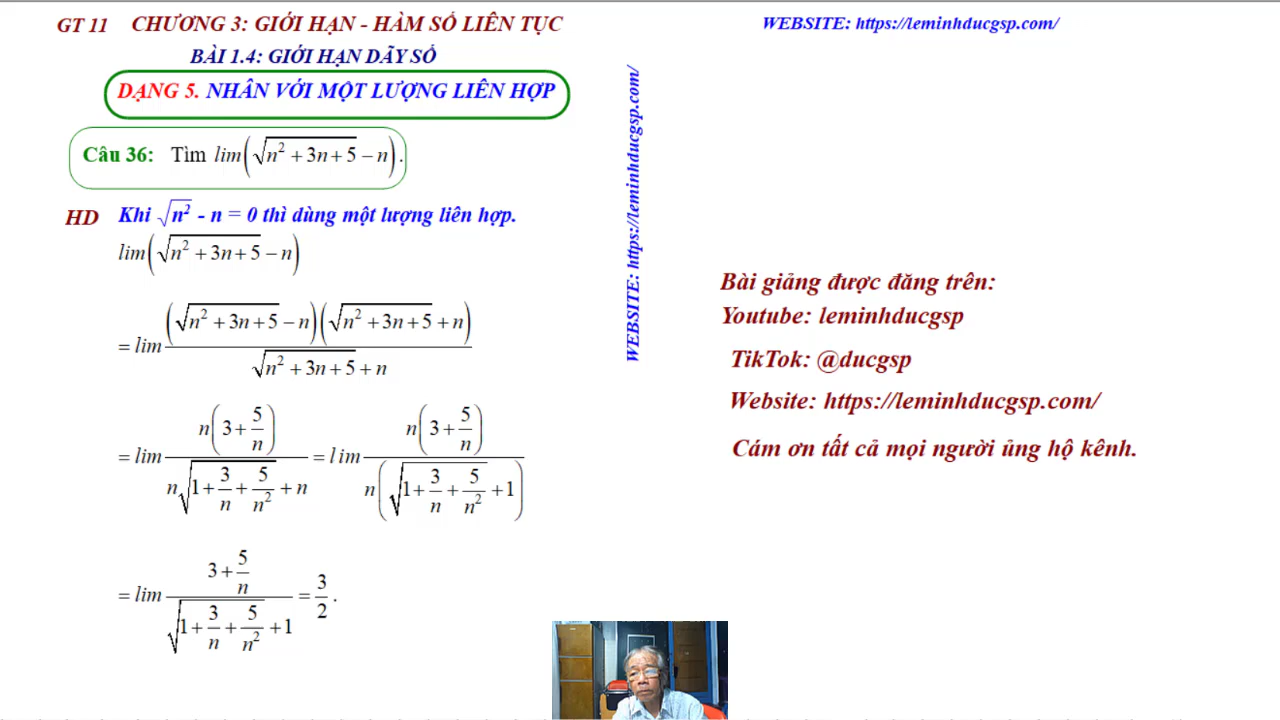 GT 11 CHƯƠNG 3: GIỚI HẠN - HÀM SỐ LIÊN TỤC
WEBSITE: https://leminhducgsp.com/
BÀI 1.4: GIỚI HẠN DÃY SỐ
DẠNG 5. NHÂN VỚI MỘT LƯỢNG LIÊN HỢP
Câu 36: Tìm lim(√(n² + 3n + 5) − n).
HD Khi √n² - n = 0 thì dùng một lượng liên hợp.
lim(√(n² + 3n + 5) − n)
= lim ((√(n² + 3n + 5) − n)(√(n² + 3n + 5) + n)) / (√(n² + 3n + 5) + n)
= lim (n(3 + 5/n)) / (n√(1 + 3/n + 5/n²) + n) = lim (n(3 + 5/n)) / (n(√(1 + 3/n + 5/n²) + 1))
= lim (3 + 5/n) / (√(1 + 3/n + 5/n²) + 1) = 3/2.
WEBSITE: https://leminhducgsp.com/
Bài giảng được đăng trên:
Youtube: leminhducgsp
TikTok: @ducgsp
Website: https://leminhducgsp.com/
Cám ơn tất cả mọi người ủng hộ kênh.